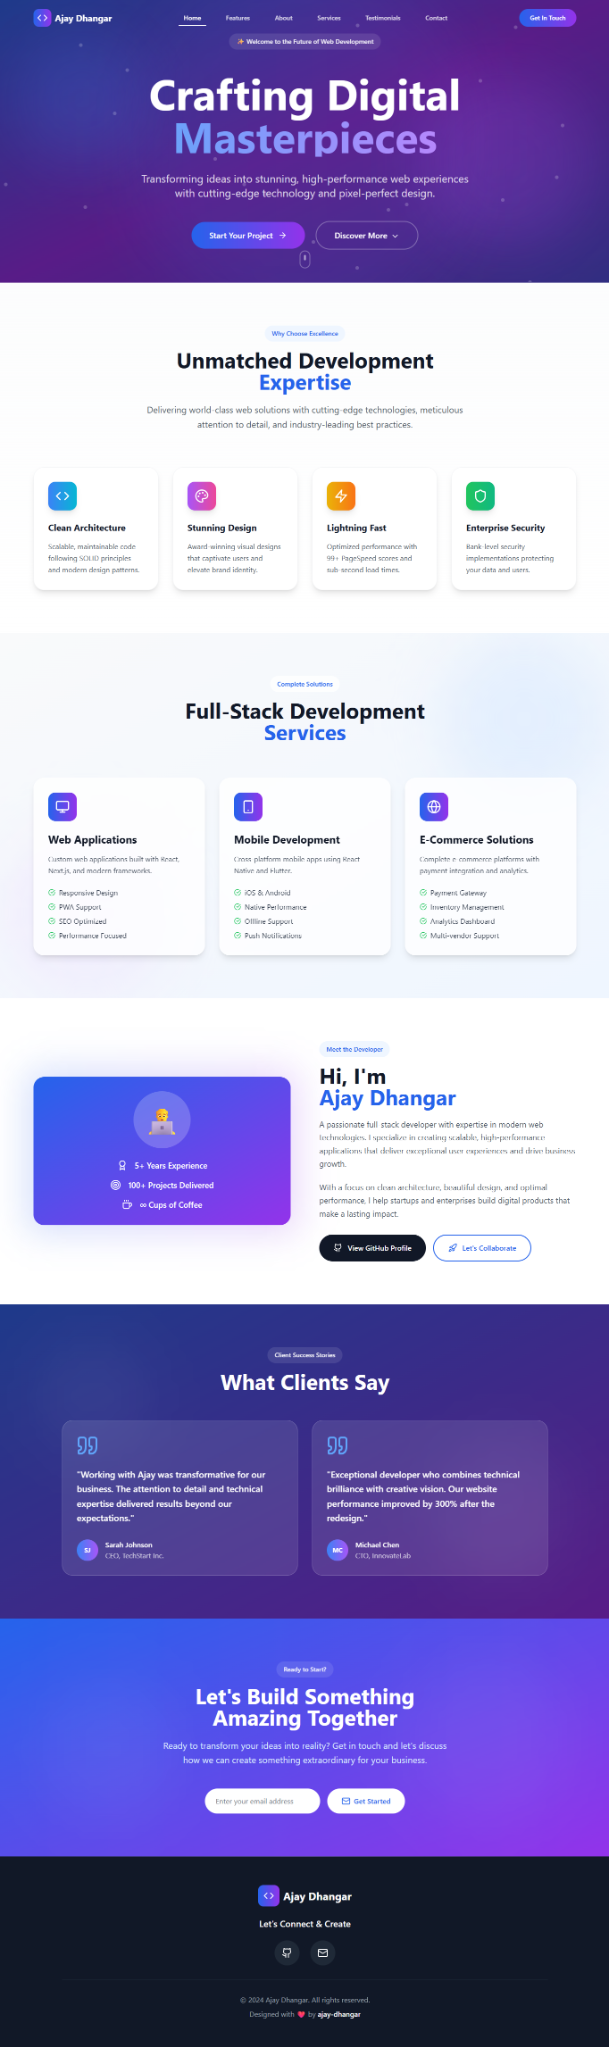 Ajay Dhangar
Home
Features
About
Services
Testimonials
Contact
Get In Touch
✨ Welcome to the Future of Web Development
Crafting Digital
Masterpieces
Transforming ideas into stunning, high-performance web experiences
with cutting-edge technology and pixel-perfect design.
Start Your Project →
Discover More
Why Choose Excellence
Unmatched Development
Expertise
Delivering world-class web solutions with cutting-edge technologies, meticulous
attention to detail, and industry-leading best practices.
Clean Architecture
Scalable, maintainable code
following SOLID principles
and modern design patterns.
Stunning Design
Award-winning visual designs
that captivate users and
elevate brand identity.
Lightning Fast
Optimized performance with
99+ PageSpeed scores and
sub-second load times.
Enterprise Security
Bank-level security
implementations protecting
your data and users.
Complete Solutions
Full-Stack Development
Services
Web Applications
Custom web applications built with React,
Next.js, and modern frameworks.
Responsive Design
PWA Support
SEO Optimized
Performance Focused
Mobile Development
Cross-platform mobile apps using React
Native and Flutter.
iOS & Android
Native Performance
Offline Support
Push Notifications
E-Commerce Solutions
Complete e-commerce platforms with
payment integration and analytics.
Payment Gateway
Inventory Management
Analytics Dashboard
Multi-vendor Support
5+ Years Experience
100+ Projects Delivered
∞ Cups of Coffee
Meet the Developer
Hi, I'm
Ajay Dhangar
A passionate full-stack developer with expertise in modern web
technologies. I specialize in creating scalable, high-performance
applications that deliver exceptional user experiences and drive business
growth.
With a focus on clean architecture, beautiful design, and optimal
performance, I help startups and enterprises build digital products that
make a lasting impact.
View GitHub Profile
Let's Collaborate
Client Success Stories
What Clients Say
"Working with Ajay was transformative for our
business. The attention to detail and technical
expertise delivered results beyond our
expectations."
SJ
Sarah Johnson
CEO, TechStart Inc.
"Exceptional developer who combines technical
brilliance with creative vision. Our website
performance improved by 300% after the
redesign."
MC
Michael Chen
CTO, InnovateLab
Ready to Start?
Let's Build Something
Amazing Together
Ready to transform your ideas into reality? Get in touch and let's discuss
how we can create something extraordinary for your business.
Enter your email address
Get Started
Ajay Dhangar
Let's Connect & Create
© 2024 Ajay Dhangar. All rights reserved.
Designed with ❤️ by ajay-dhangar